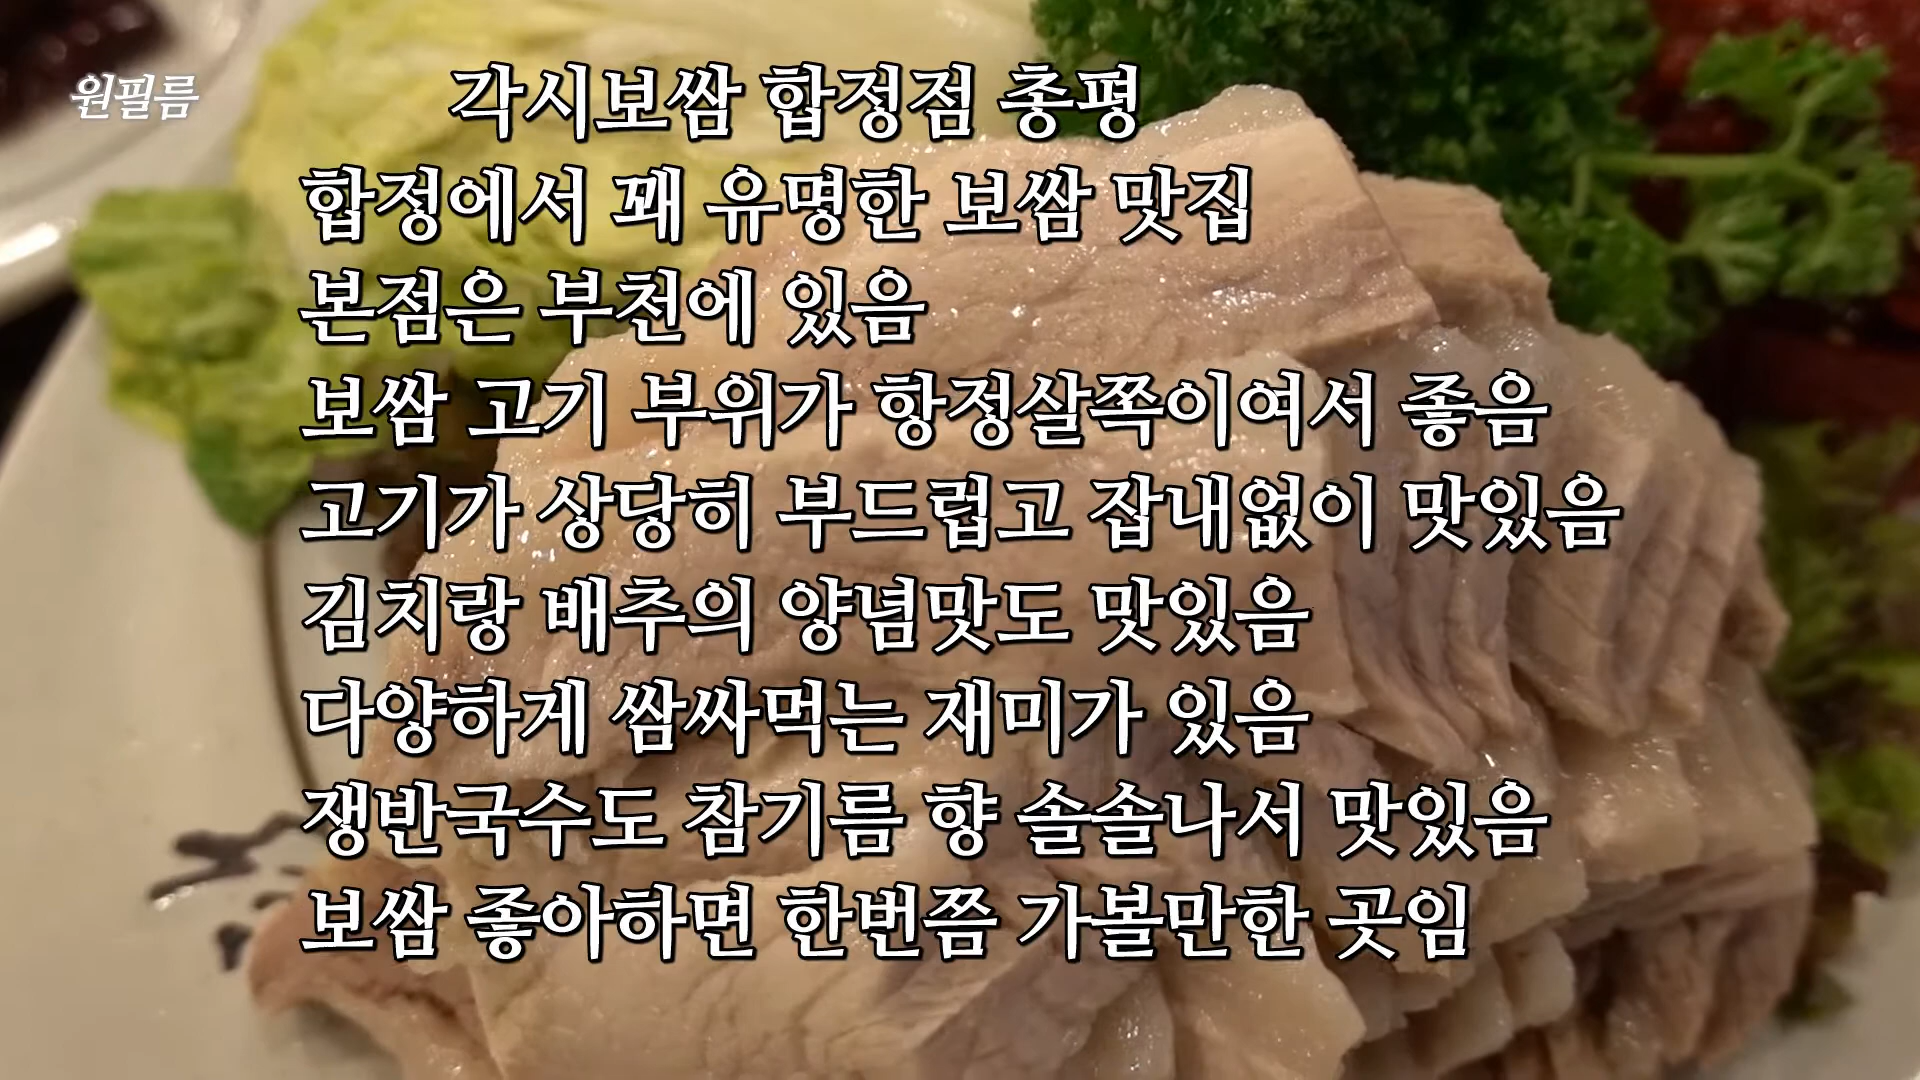 원필름
각시보쌈 합정점 총평
합정에서 꽤 유명한 보쌈 맛집
본점은 부천에 있음
보쌈 고기 부위가 항정살쪽이여서 좋음
고기가 상당히 부드럽고 잡내없이 맛있음
김치랑 배추의 양념맛도 맛있음
다양하게 쌈싸먹는 재미가 있음
쟁반국수도 참기름 향 솔솔나서 맛있음
보쌈 좋아하면 한번쯤 가볼만한 곳임